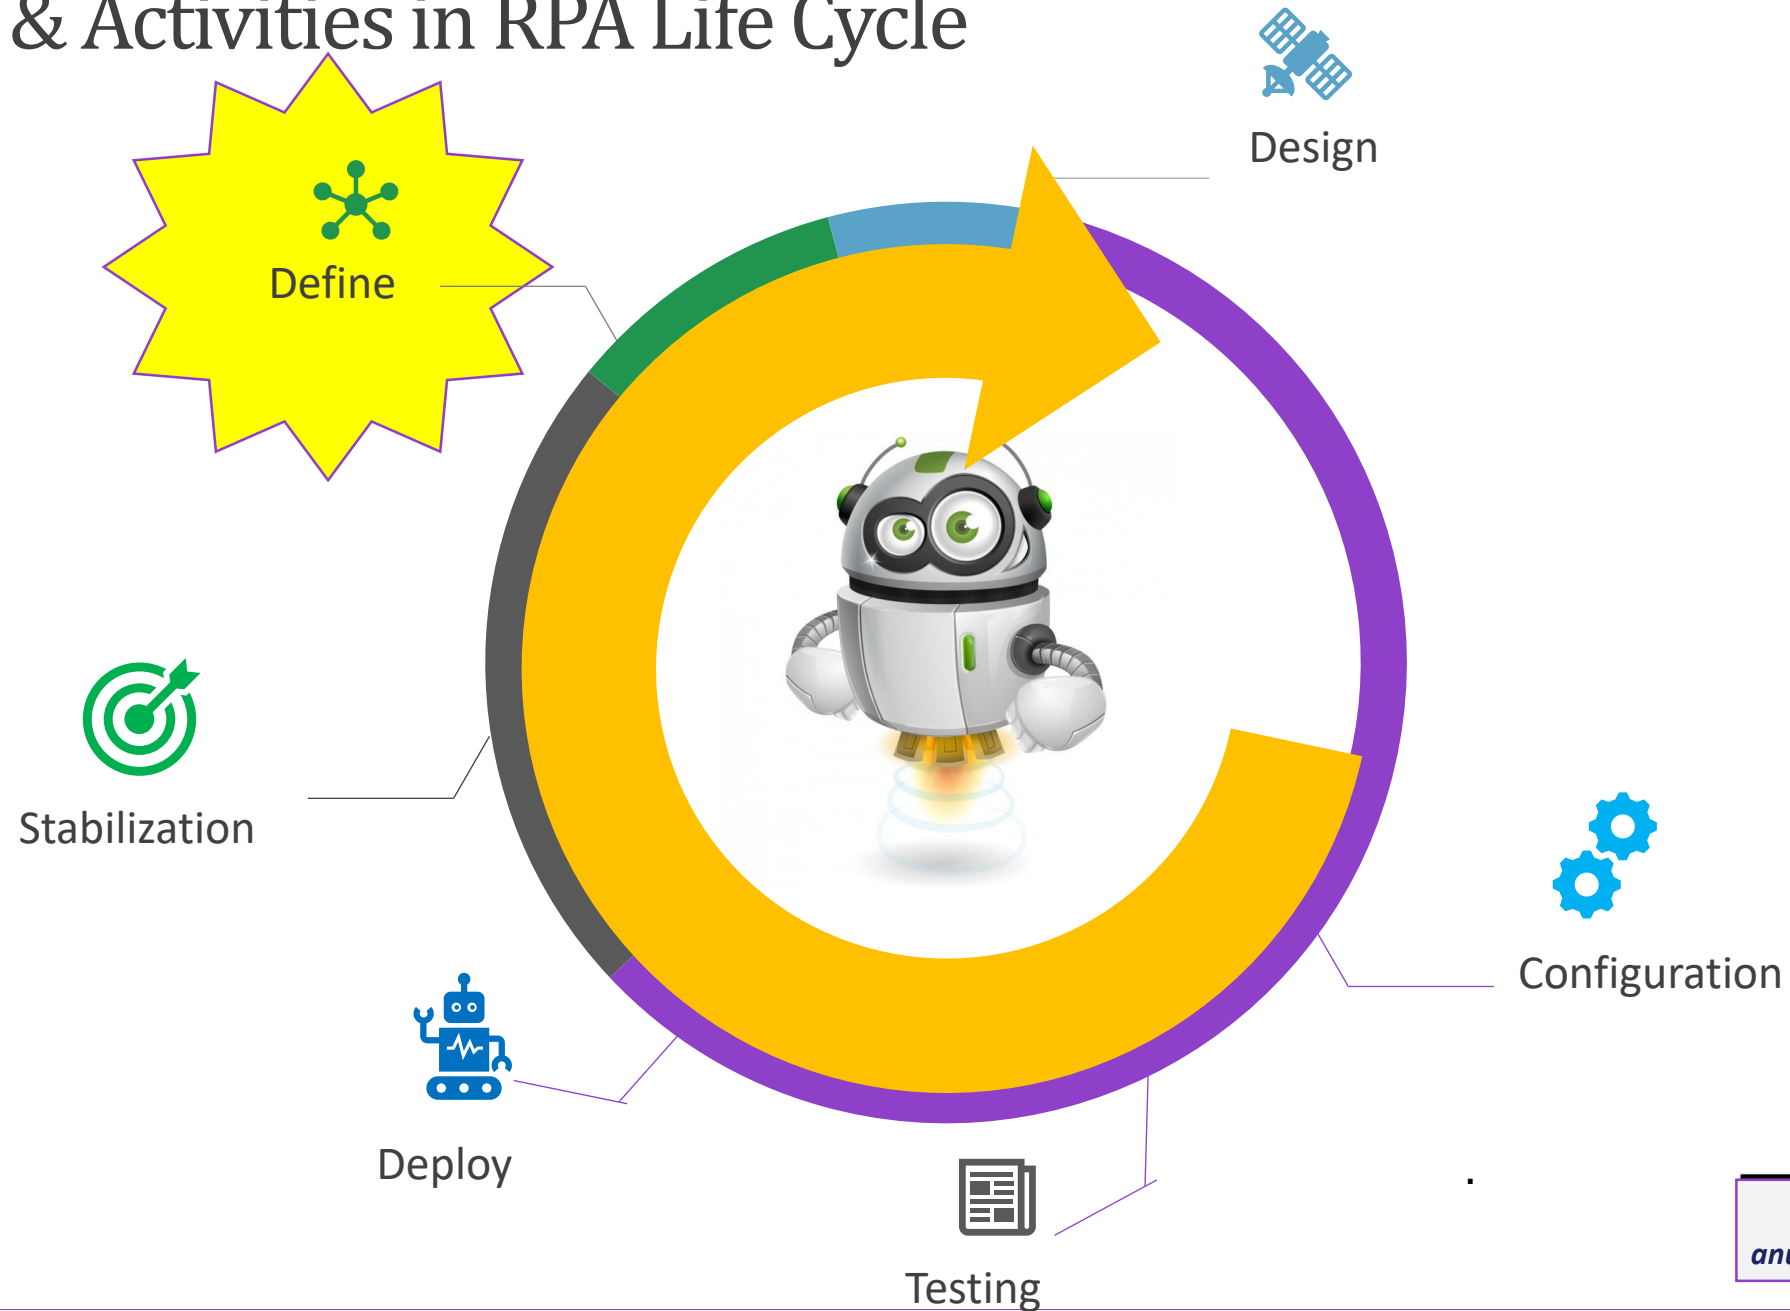 & Activities in RPA Life Cycle
Design
Define
Stabilization
Configuration
Deploy
.
Testing